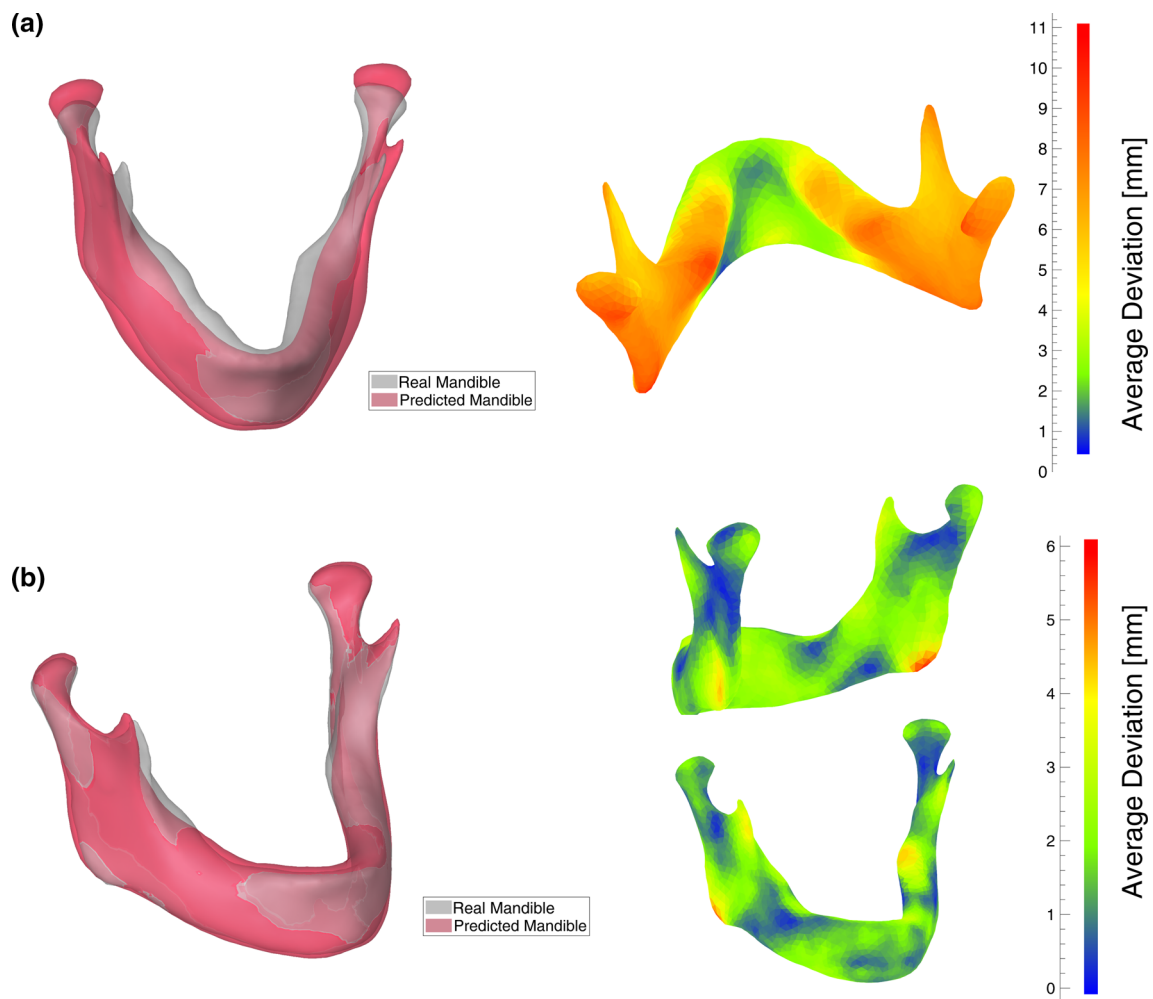 (a)
Real Mandible
Predicted Mandible
11
10
9
8
7
6
5
4
3
2
1
0
Average Deviation [mm]
(b)
Real Mandible
Predicted Mandible
6
5
4
3
2
1
0
Average Deviation [mm]